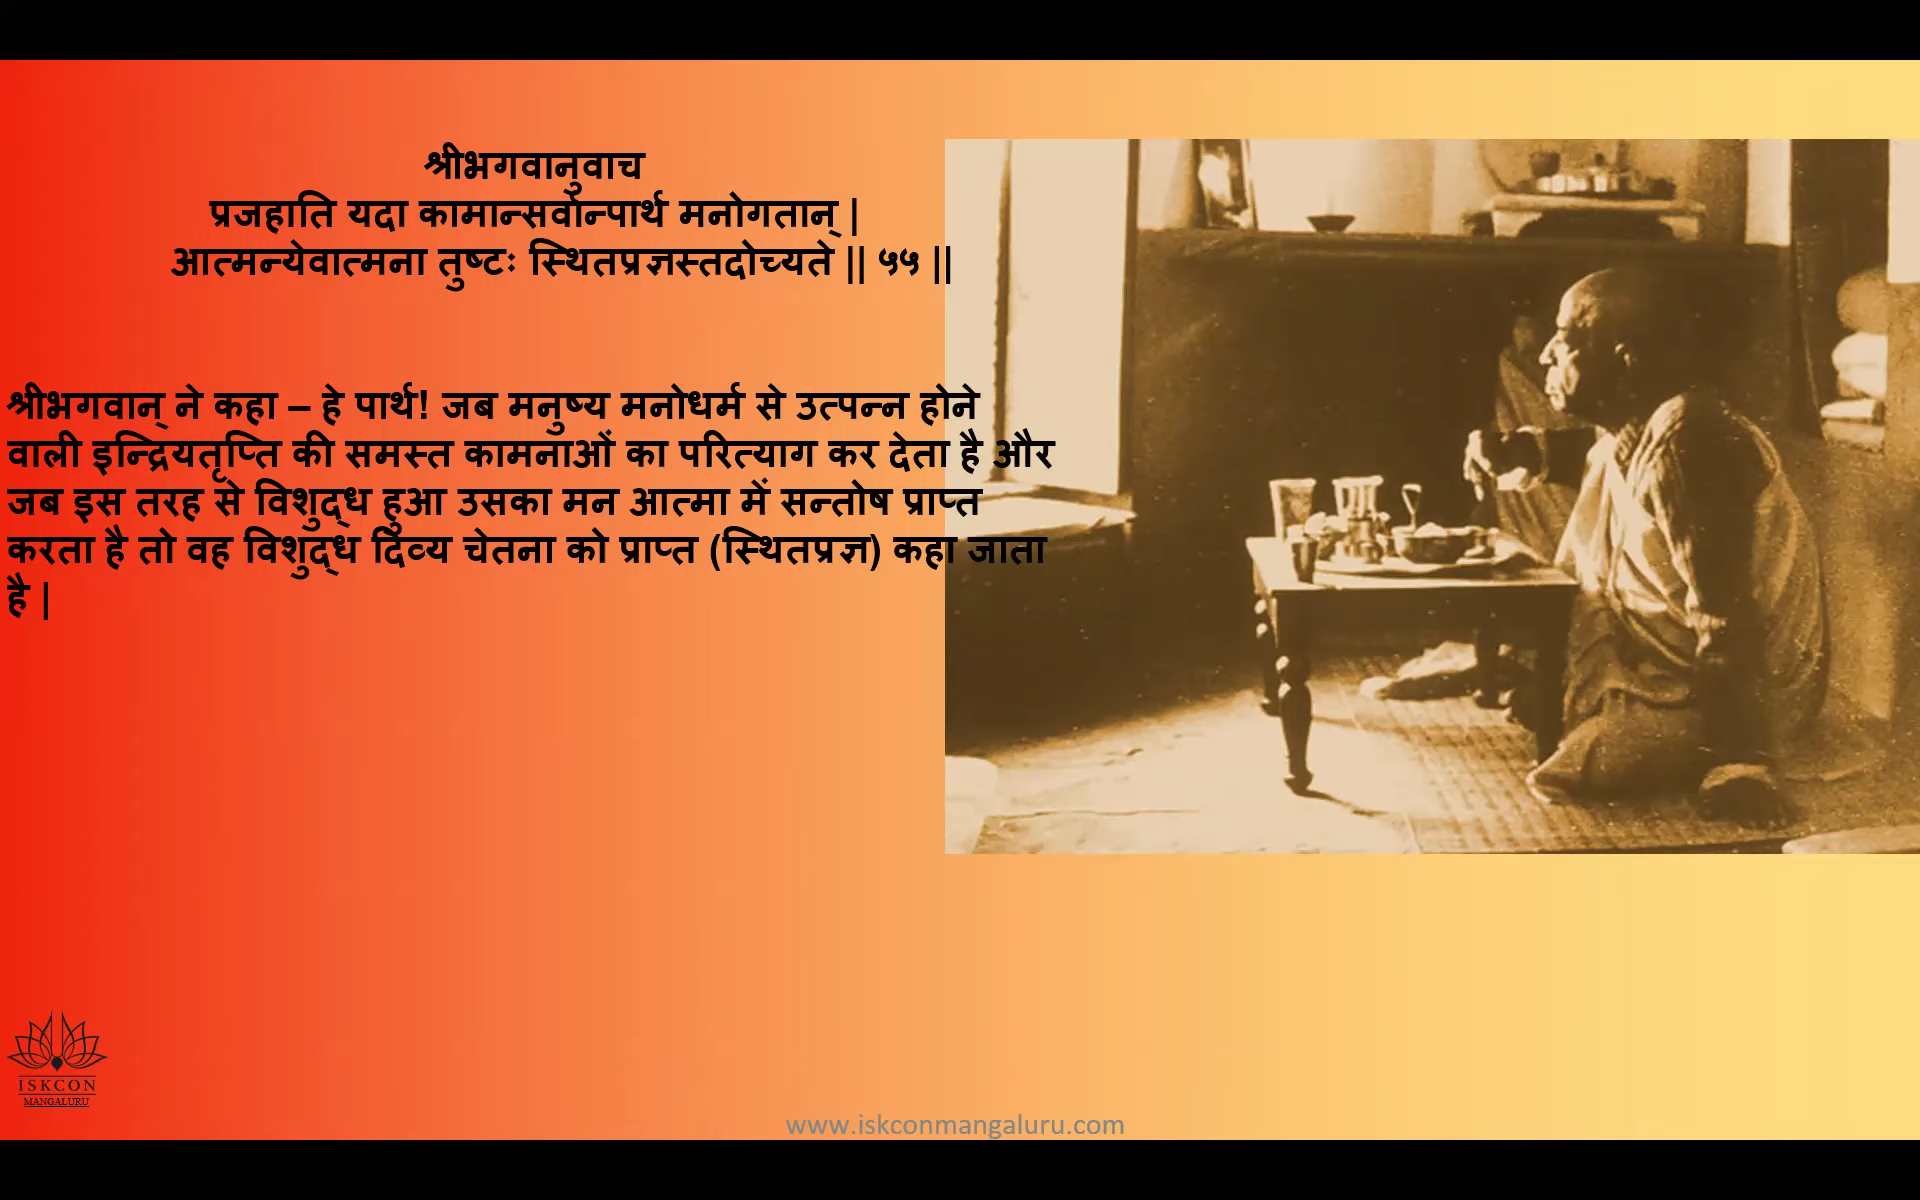 श्रीभगवानुवाच
प्रजहाति यदा कामान्सर्वान्पार्थ मनोगतान् |
आत्मन्येवात्मना तुष्टः स्थितप्रज्ञस्तदोच्यते || ५५ ||
श्रीभगवान् ने कहा – हे पार्थ! जब मनुष्य मनोधर्म से उत्पन्न होने
वाली इन्द्रियतृप्ति की समस्त कामनाओं का परित्याग कर देता है और
जब इस तरह से विशुद्ध हुआ उसका मन आत्मा में सन्तोष प्राप्त
करता है तो वह विशुद्ध दिव्य चेतना को प्राप्त (स्थितप्रज्ञ) कहा जाता
है |
ISKCON
MANGALURU
www.iskconmangaluru.com